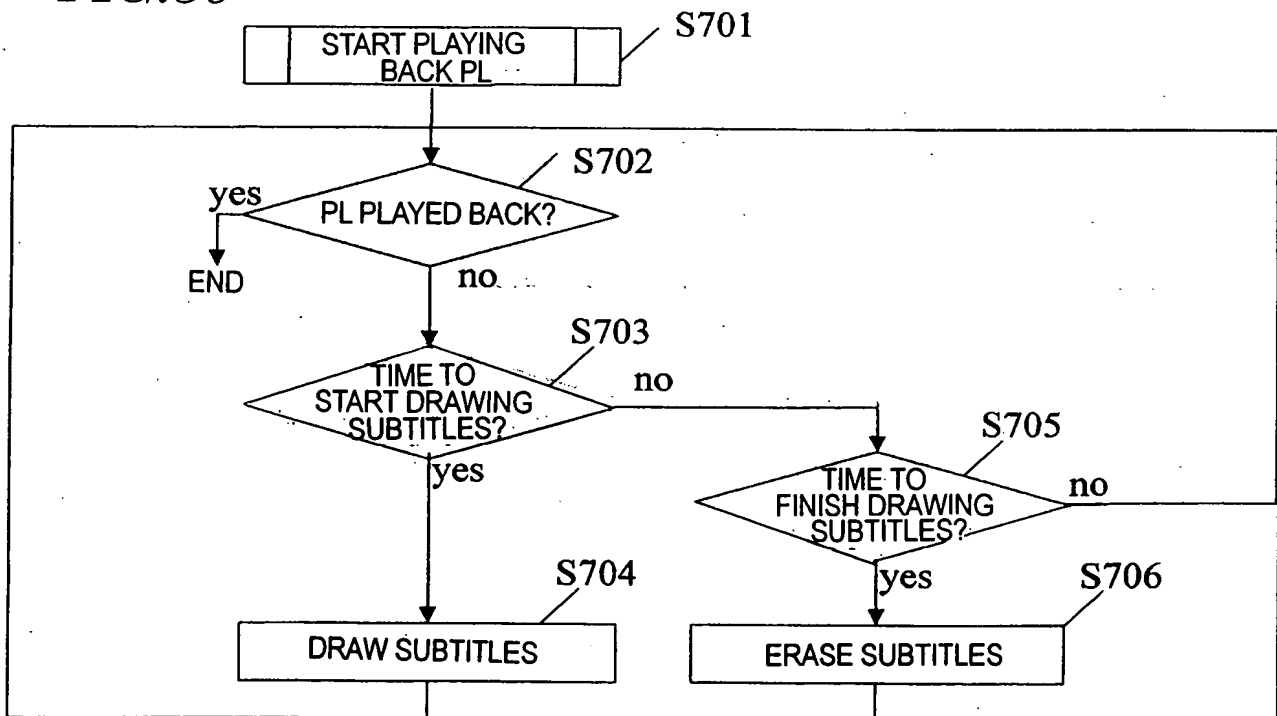 S701
START PLAYING
BACK PL
S702
yes
PL PLAYED BACK?
END
no
S703
TIME TO
START DRAWING
SUBTITLES?
no
yes
S705
TIME TO
FINISH DRAWING
SUBTITLES?
no
yes
S704
S706
DRAW SUBTITLES
ERASE SUBTITLES